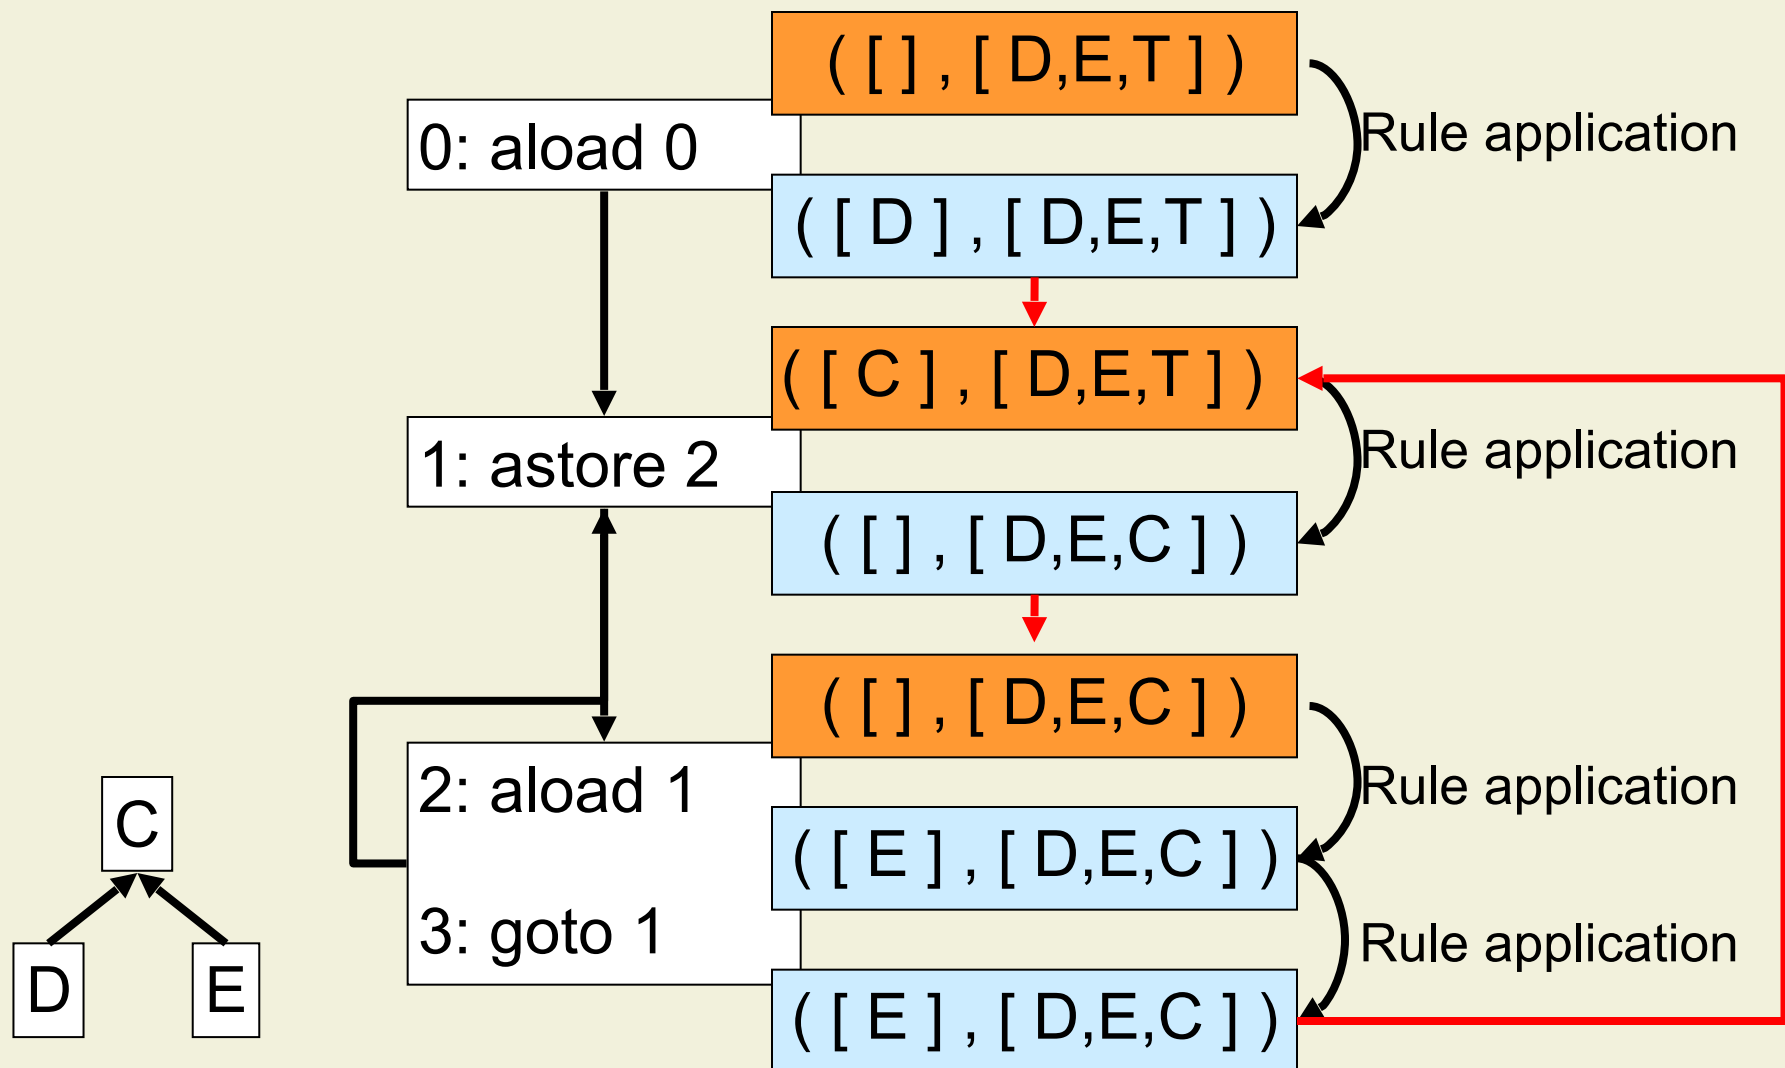 ( [ ] , [ D,E,T ] )
0: aload 0
Rule application
( [ D ] , [ D,E,T ] )
( [ C ] , [ D,E,T ] )
1: astore 2
Rule application
( [ ] , [ D,E,C ] )
( [ ] , [ D,E,C ] )
2: aload 1
Rule application
C
( [ E ] , [ D,E,C ] )
3: goto 1
Rule application
D
E
( [ E ] , [ D,E,C ] )